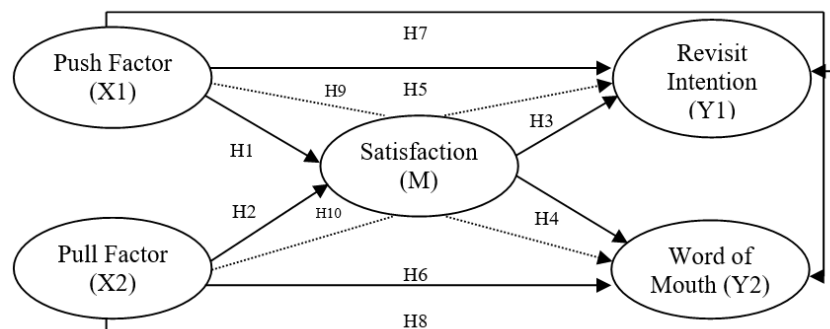 H7
Push Factor
(X1)
Revisit
Intention
(Y1)
H9
H5
H1
H3
Satisfaction
(M)
H2
H10
H4
Pull Factor
(X2)
Word of
Mouth (Y2)
H6
H8